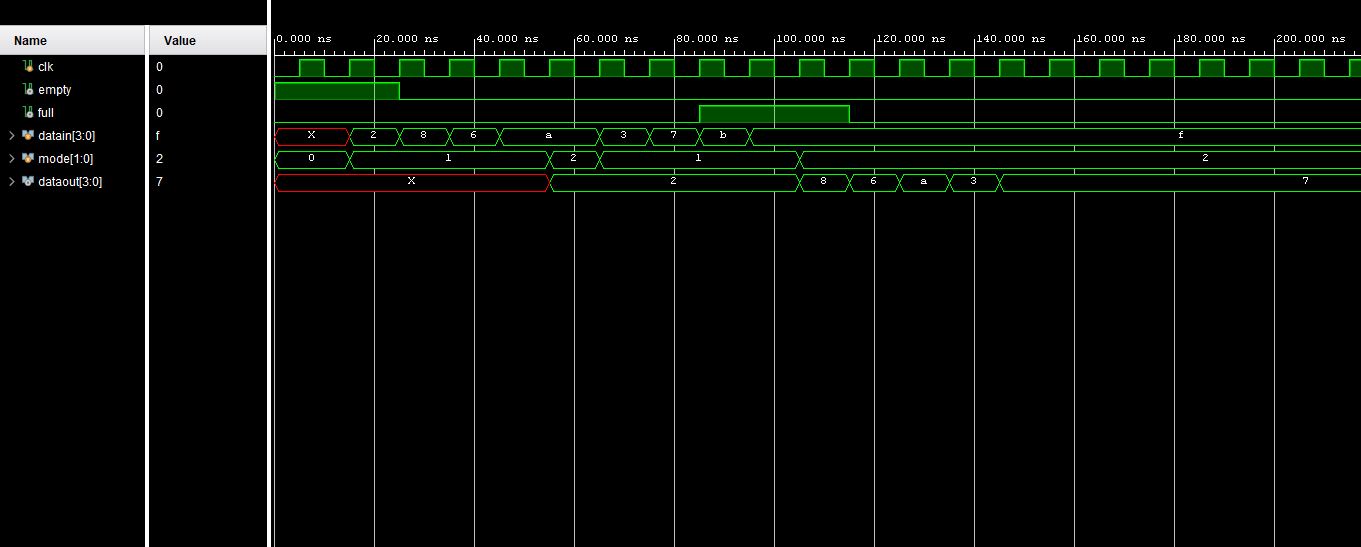 Name Value 0.000 ns 20.000 ns 40.000 ns 60.000 ns 80.000 ns 100.000 ns 120.000 ns 140.000 ns 160.000 ns 180.000 ns 200.000 ns
clk 0
empty 0
full 0
datain[3:0] f X 2 8 6 a 3 7 b f
mode[1:0] 2 0 1 2 1 2
dataout[3:0] 7 X 2 8 6 a 3 7